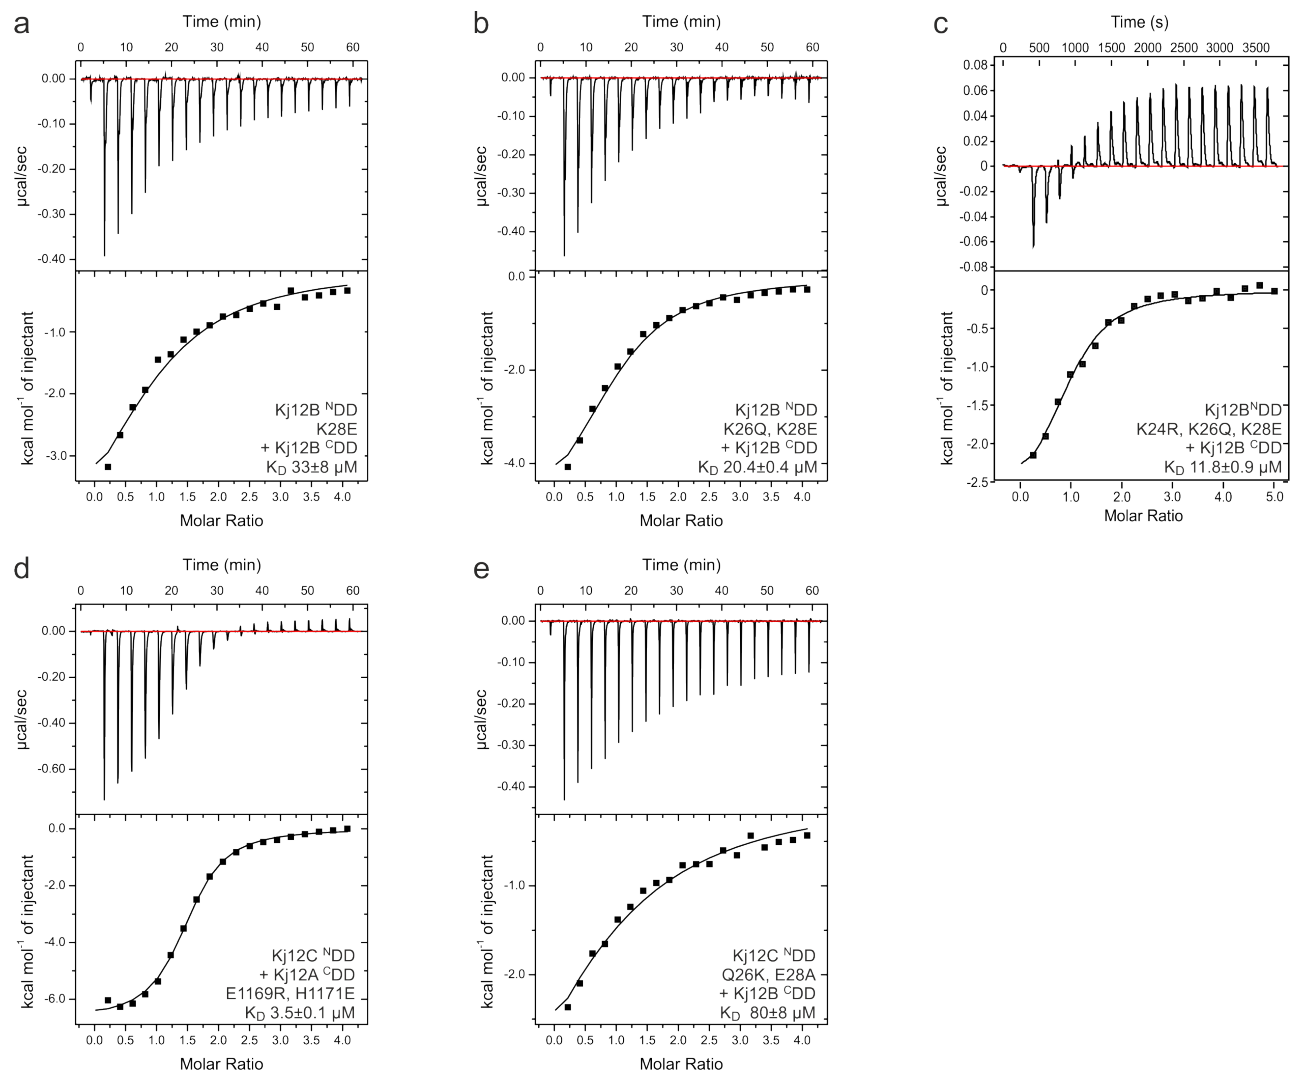 a
Time (min)
0 10 20 30 40 50 60
0.00
-0.10
-0.20
-0.30
-0.40
µcal/sec
-1.0
-2.0
-3.0
kcal mol-1 of injectant
Kj12B NDD
K28E
+ Kj12B CDD
KD 33±8 µM
0.0 0.5 1.0 1.5 2.0 2.5 3.0 3.5 4.0
Molar Ratio
b
Time (min)
0 10 20 30 40 50 60
0.00
-0.10
-0.20
-0.30
-0.40
µcal/sec
0.0
-2.0
-4.0
kcal mol-1 of injectant
Kj12B NDD
K26Q, K28E
+ Kj12B CDD
KD 20.4±0.4 µM
0.0 0.5 1.0 1.5 2.0 2.5 3.0 3.5 4.0
Molar Ratio
c
Time (s)
0 500 1000 1500 2000 2500 3000 3500
0.08
0.06
0.04
0.02
0
-0.02
-0.04
-0.06
-0.08
µcal/sec
0
-0.5
-1.0
-1.5
-2.0
-2.5
kcal mol-1 of injectant
Kj12BNDD
K24R, K26Q, K28E
+ Kj12B CDD
KD 11.8±0.9 µM
0.0 1.0 2.0 3.0 4.0 5.0
Molar Ratio
d
Time (min)
0 10 20 30 40 50 60
0.00
-0.20
-0.40
-0.60
µcal/sec
0.0
-2.0
-4.0
-6.0
kcal mol-1 of injectant
Kj12C NDD
+ Kj12A CDD
E1169R, H1171E
KD 3.5±0.1 µM
0.0 0.5 1.0 1.5 2.0 2.5 3.0 3.5 4.0
Molar Ratio
e
Time (min)
0 10 20 30 40 50 60
0.00
-0.10
-0.20
-0.30
-0.40
µcal/sec
-1.0
-2.0
kcal mol-1 of injectant
Kj12C NDD
Q26K, E28A
+ Kj12B CDD
KD 80±8 µM
0.0 0.5 1.0 1.5 2.0 2.5 3.0 3.5 4.0
Molar Ratio